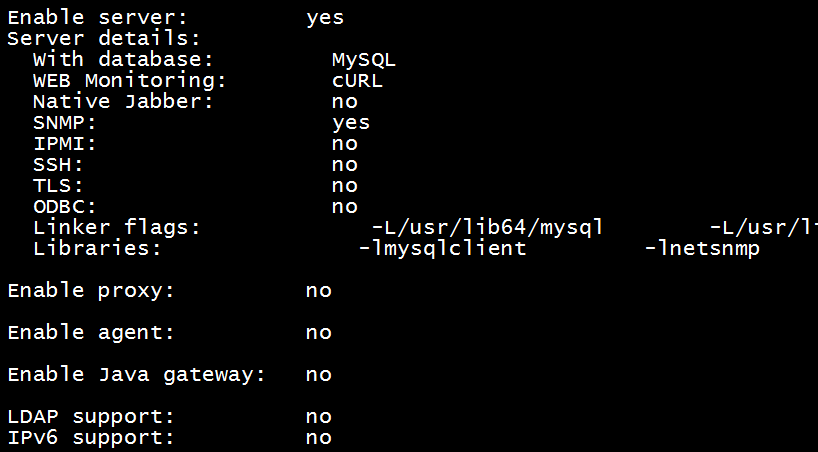 Enable server:         yes
Server details:
  With database:         MySQL
  WEB Monitoring:        cURL
  Native Jabber:         no
  SNMP:                  yes
  IPMI:                  no
  SSH:                   no
  TLS:                   no
  ODBC:                  no
  Linker flags:             -L/usr/lib64/mysql        -L/usr/li
  Libraries:               -lmysqlclient         -lnetsnmp
Enable proxy:          no
Enable agent:          no
Enable Java gateway:   no
LDAP support:          no
IPv6 support:          no